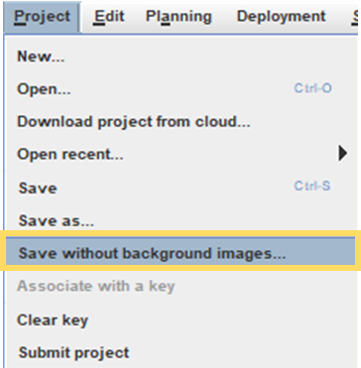 Project Edit Planning Deployment
New...
Open... Ctrl-O
Download project from cloud...
Open recent...
Save Ctrl-S
Save as...
Save without background images...
Associate with a key
Clear key
Submit project